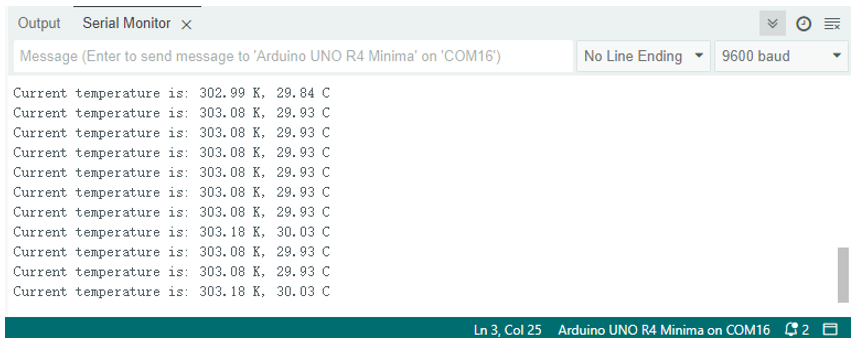 Output Serial Monitor ×
Message (Enter to send message to 'Arduino UNO R4 Minima' on 'COM16') No Line Ending 9600 baud
Current temperature is: 302.99 K, 29.84 C
Current temperature is: 303.08 K, 29.93 C
Current temperature is: 303.08 K, 29.93 C
Current temperature is: 303.08 K, 29.93 C
Current temperature is: 303.08 K, 29.93 C
Current temperature is: 303.08 K, 29.93 C
Current temperature is: 303.08 K, 29.93 C
Current temperature is: 303.18 K, 30.03 C
Current temperature is: 303.08 K, 29.93 C
Current temperature is: 303.08 K, 29.93 C
Current temperature is: 303.18 K, 30.03 C
Ln 3, Col 25 Arduino UNO R4 Minima on COM16 2